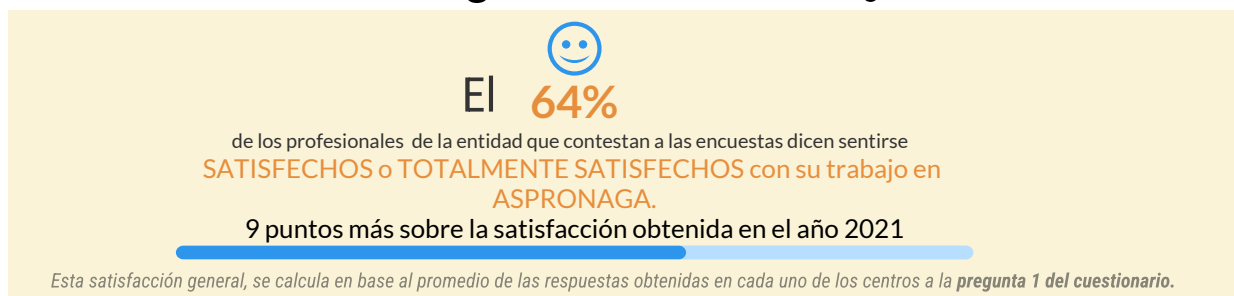 El 64%
de los profesionales de la entidad que contestan a las encuestas dicen sentirse
SATISFECHOS o TOTALMENTE SATISFECHOS con su trabajo en
ASPRONAGA.
9 puntos más sobre la satisfacción obtenida en el año 2021
Esta satisfacción general, se calcula en base al promedio de las respuestas obtenidas en cada uno de los centros a la pregunta 1 del cuestionario.